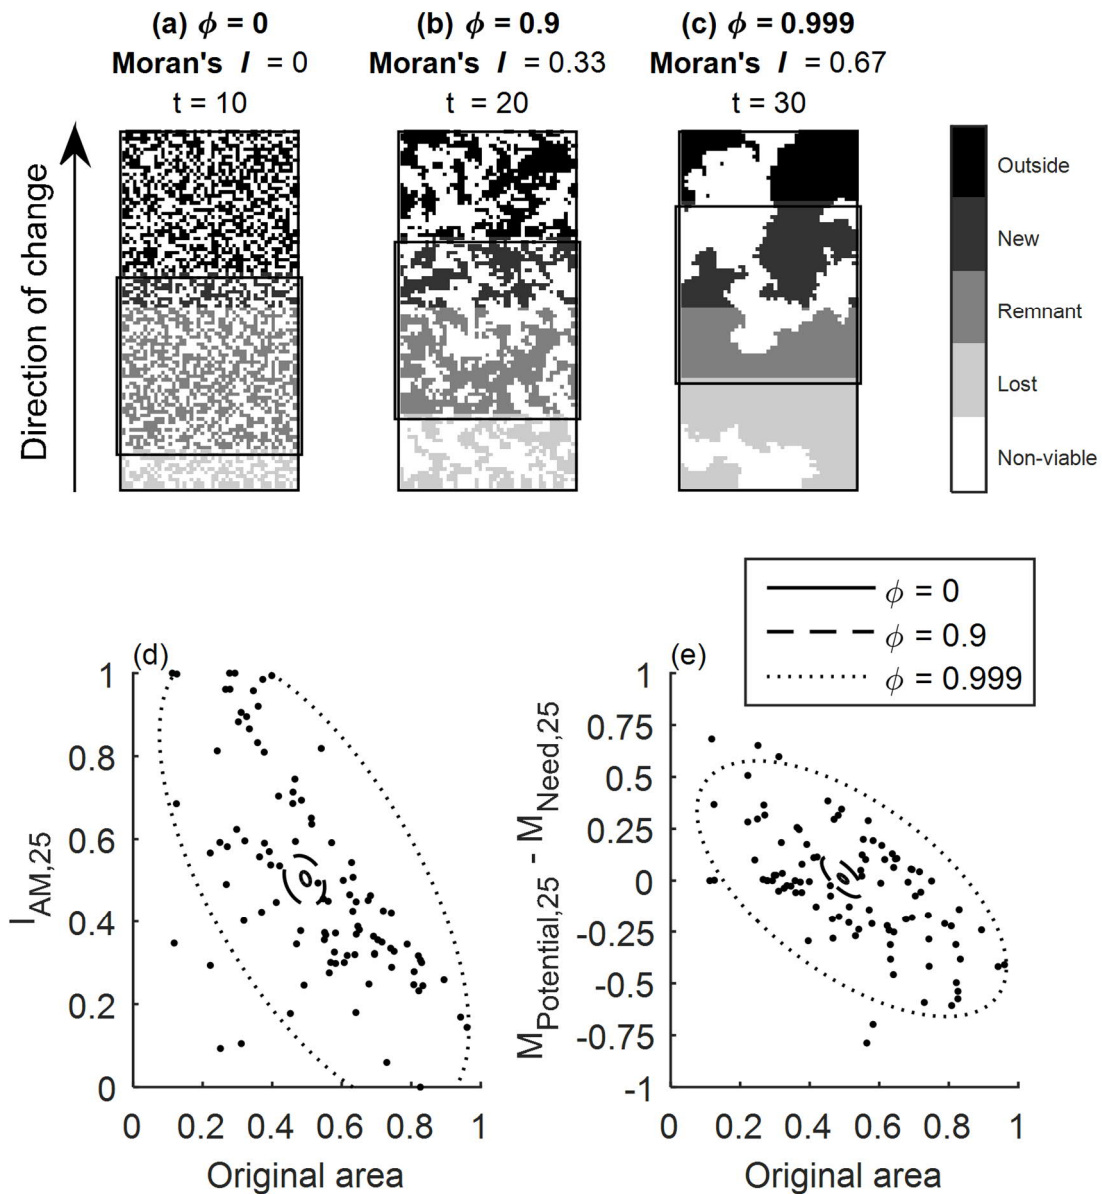 (a) ϕ = 0
Moran's I = 0
t = 10
(b) ϕ = 0.9
Moran's I = 0.33
t = 20
(c) ϕ = 0.999
Moran's I = 0.67
t = 30
Direction of change
Outside
New
Remnant
Lost
Non-viable
ϕ = 0
ϕ = 0.9
ϕ = 0.999
(d)
I_AM,25
1
0.8
0.6
0.4
0.2
0
0 0.2 0.4 0.6 0.8 1
Original area
(e)
M_Potential,25 - M_Need,25
1
0.75
0.5
0.25
0
-0.25
-0.5
-0.75
-1
0 0.2 0.4 0.6 0.8 1
Original area